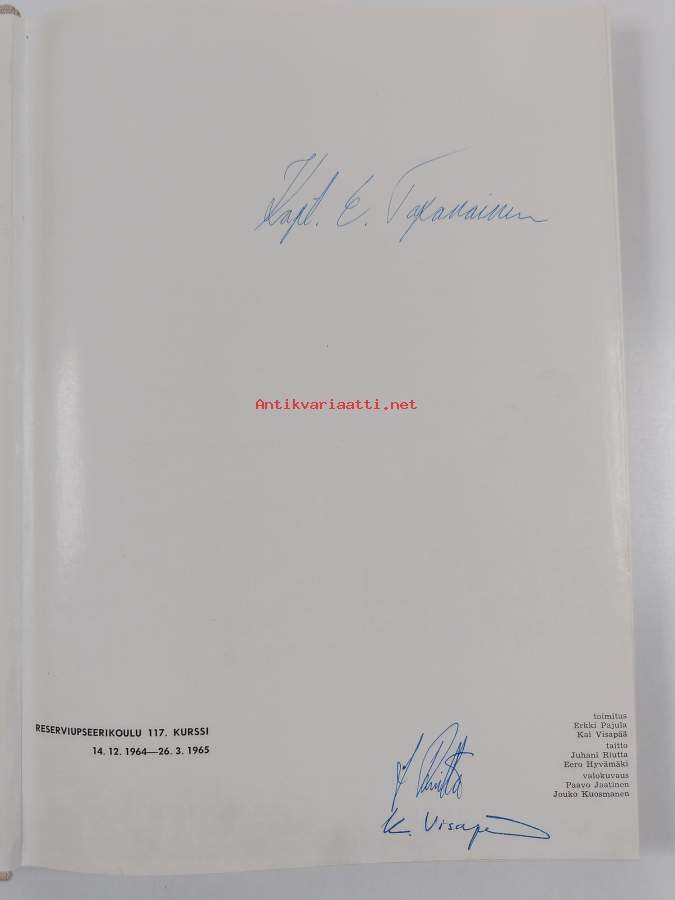 Kapt. E.
Antikvariaatti.net
RESERVIUPSEERIKOULU 117. KURSSI
14. 12. 1964—26. 3. 1965
toimitus
Erkki Pajula
Kai Visapää
taitto
Juhani Riutta
Eero Hyvämäki
valokuvaus
Paavo Jaatinen
Jouko Kuosmanen
J. Riutta
K. Visapää